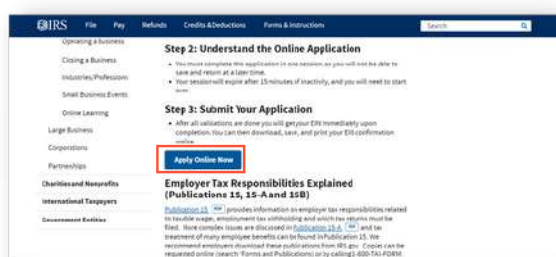 IRS File Pay Refunds Credits & Deductions Forms & Instructions Search
Operating a Business
Closing a Business
Industries/Professions
Small Business Events
Online Learning
Large Business
Corporations
Partnerships
Charities and Nonprofits
International Taxpayers
Government Entities
Step 2: Understand the Online Application
• You must complete this application in one session, as you will not be able to
save and return at a later time.
• Your session will expire after 15 minutes of inactivity, and you will need to start
over.
Step 3: Submit Your Application
• After all validations are done you will get your EIN immediately upon
completion. You can then download, save, and print your EIN confirmation
notice.
Apply Online Now
Employer Tax Responsibilities Explained
(Publications 15, 15-A and 15B)
Publication 15 PDF provides information on employer tax responsibilities related
to taxable wages, employment tax withholding and which tax returns must be
filed. More complex issues are discussed in Publication 15-A PDF and tax
treatment of many employee benefits can be found in Publication 15. We
recommend employers download these publications from IRS.gov. Copies can be
requested online (search "Forms and Publications) or by calling 1-800-TAX-FORM.